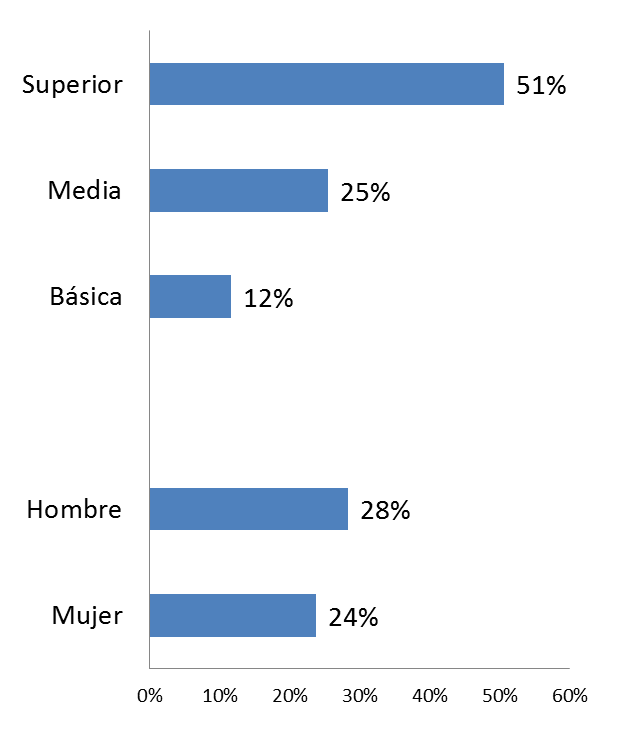 Superior 51%
Media 25%
Básica 12%
Hombre 28%
Mujer 24%
0% 10% 20% 30% 40% 50% 60%